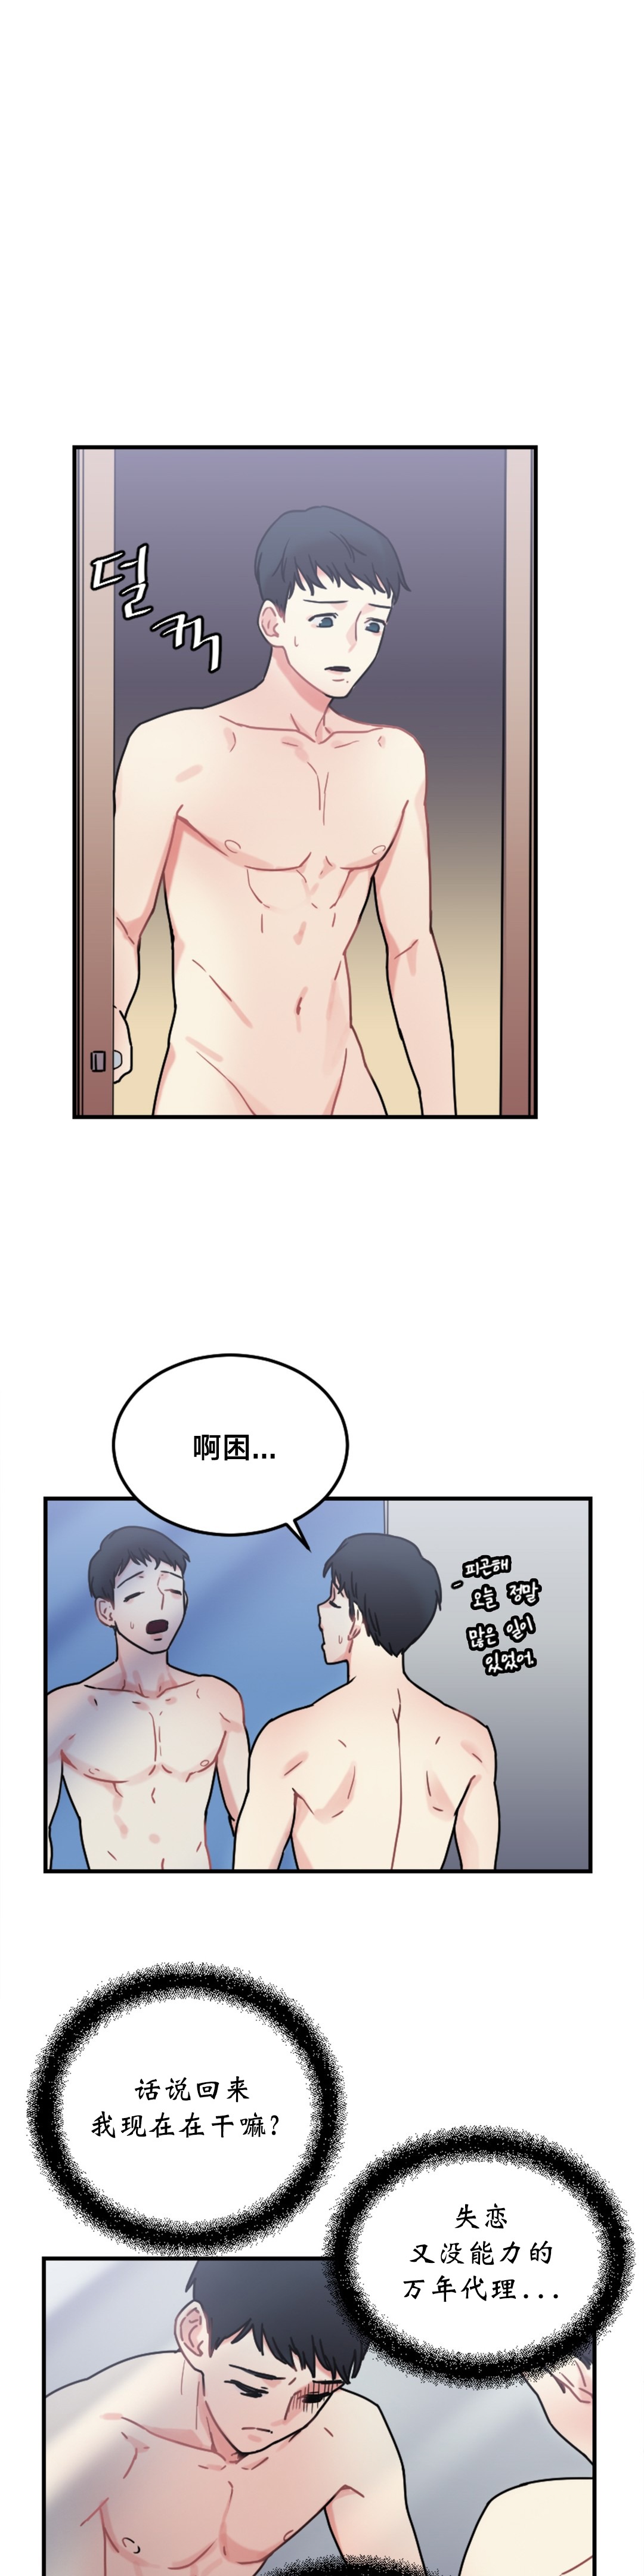 덜
컥
啊困...
피곤해
오늘 정말
많은 일이
있었어.
话说回来
我现在在干嘛?
失恋
又没能力的
万年代理...